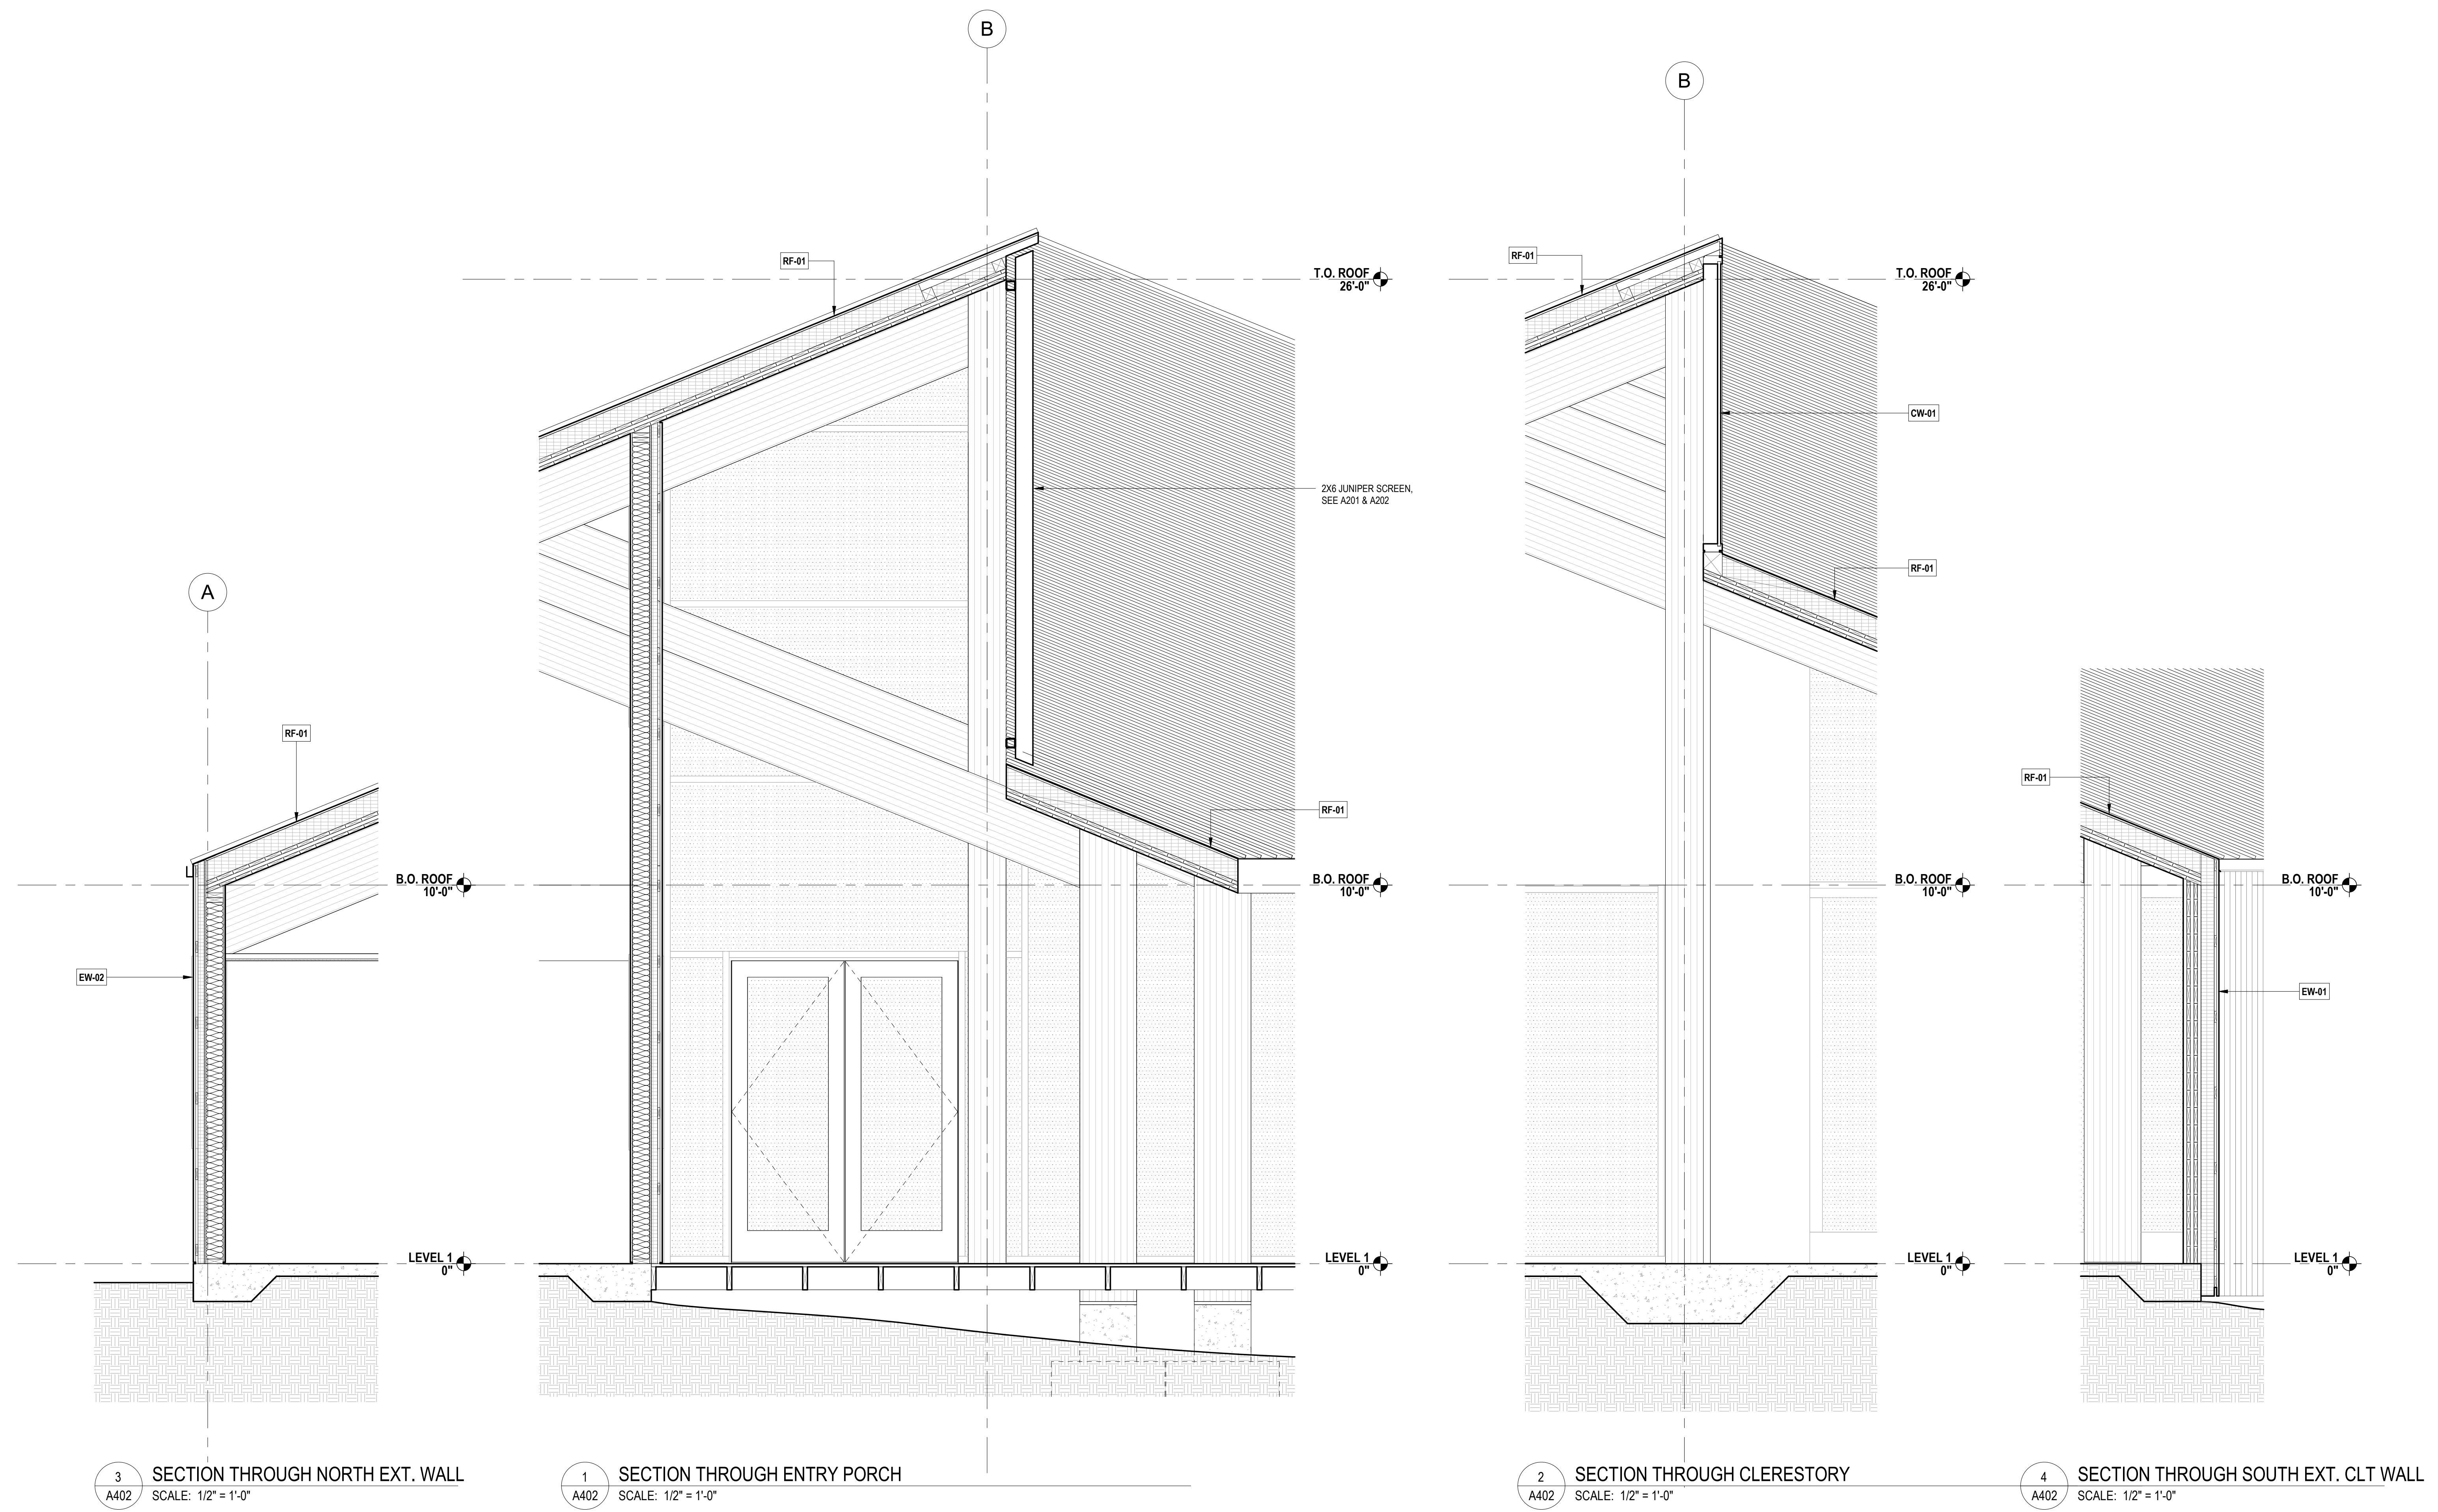 B
B
RF-01
T.O. ROOF
26'-0"
RF-01
T.O. ROOF
26'-0"
CW-01
2X6 JUNIPER SCREEN,
SEE A201 & A202
RF-01
A
RF-01
RF-01
RF-01
B.O. ROOF
10'-0"
B.O. ROOF
10'-0"
B.O. ROOF
10'-0"
B.O. ROOF
10'-0"
EW-02
EW-01
LEVEL 1
0"
LEVEL 1
0"
LEVEL 1
0"
LEVEL 1
0"
3
A402
SECTION THROUGH NORTH EXT. WALL
SCALE: 1/2" = 1'-0"
1
A402
SECTION THROUGH ENTRY PORCH
SCALE: 1/2" = 1'-0"
2
A402
SECTION THROUGH CLERESTORY
SCALE: 1/2" = 1'-0"
4
A402
SECTION THROUGH SOUTH EXT. CLT WALL
SCALE: 1/2" = 1'-0"